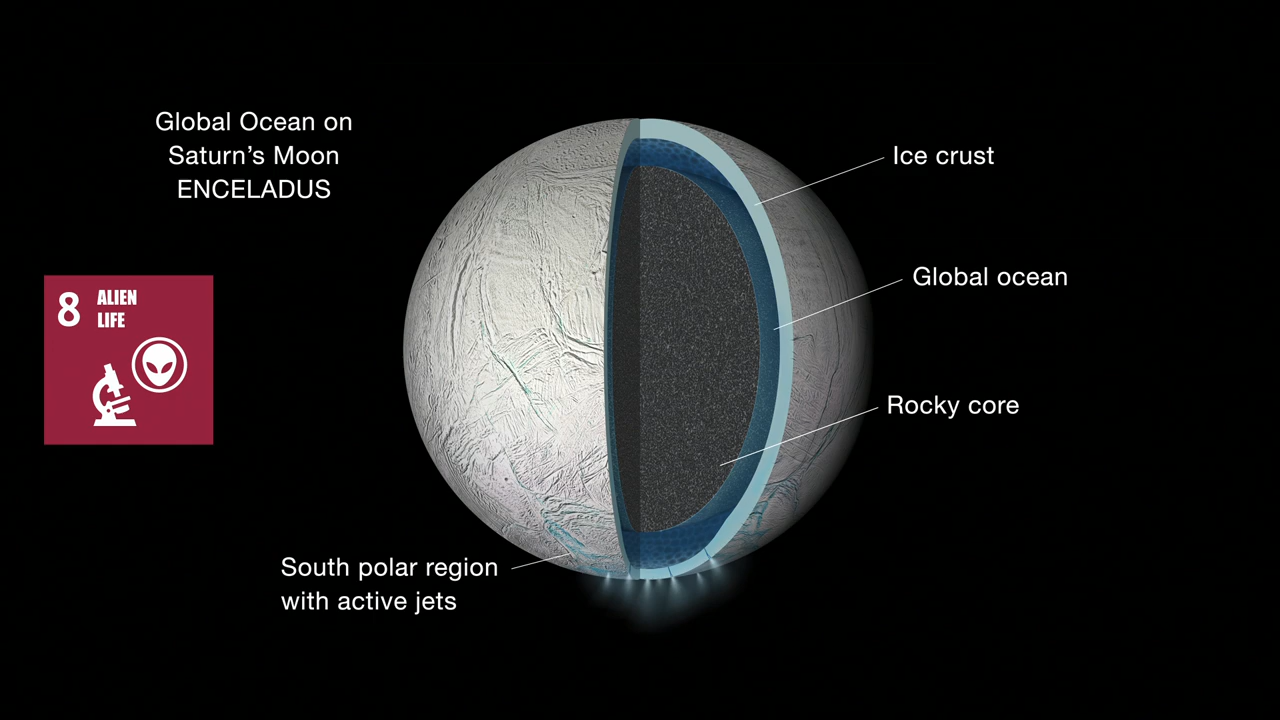 Global Ocean on
Saturn's Moon
ENCELADUS
Ice crust
Global ocean
8 ALIEN
LIFE
Rocky core
South polar region
with active jets